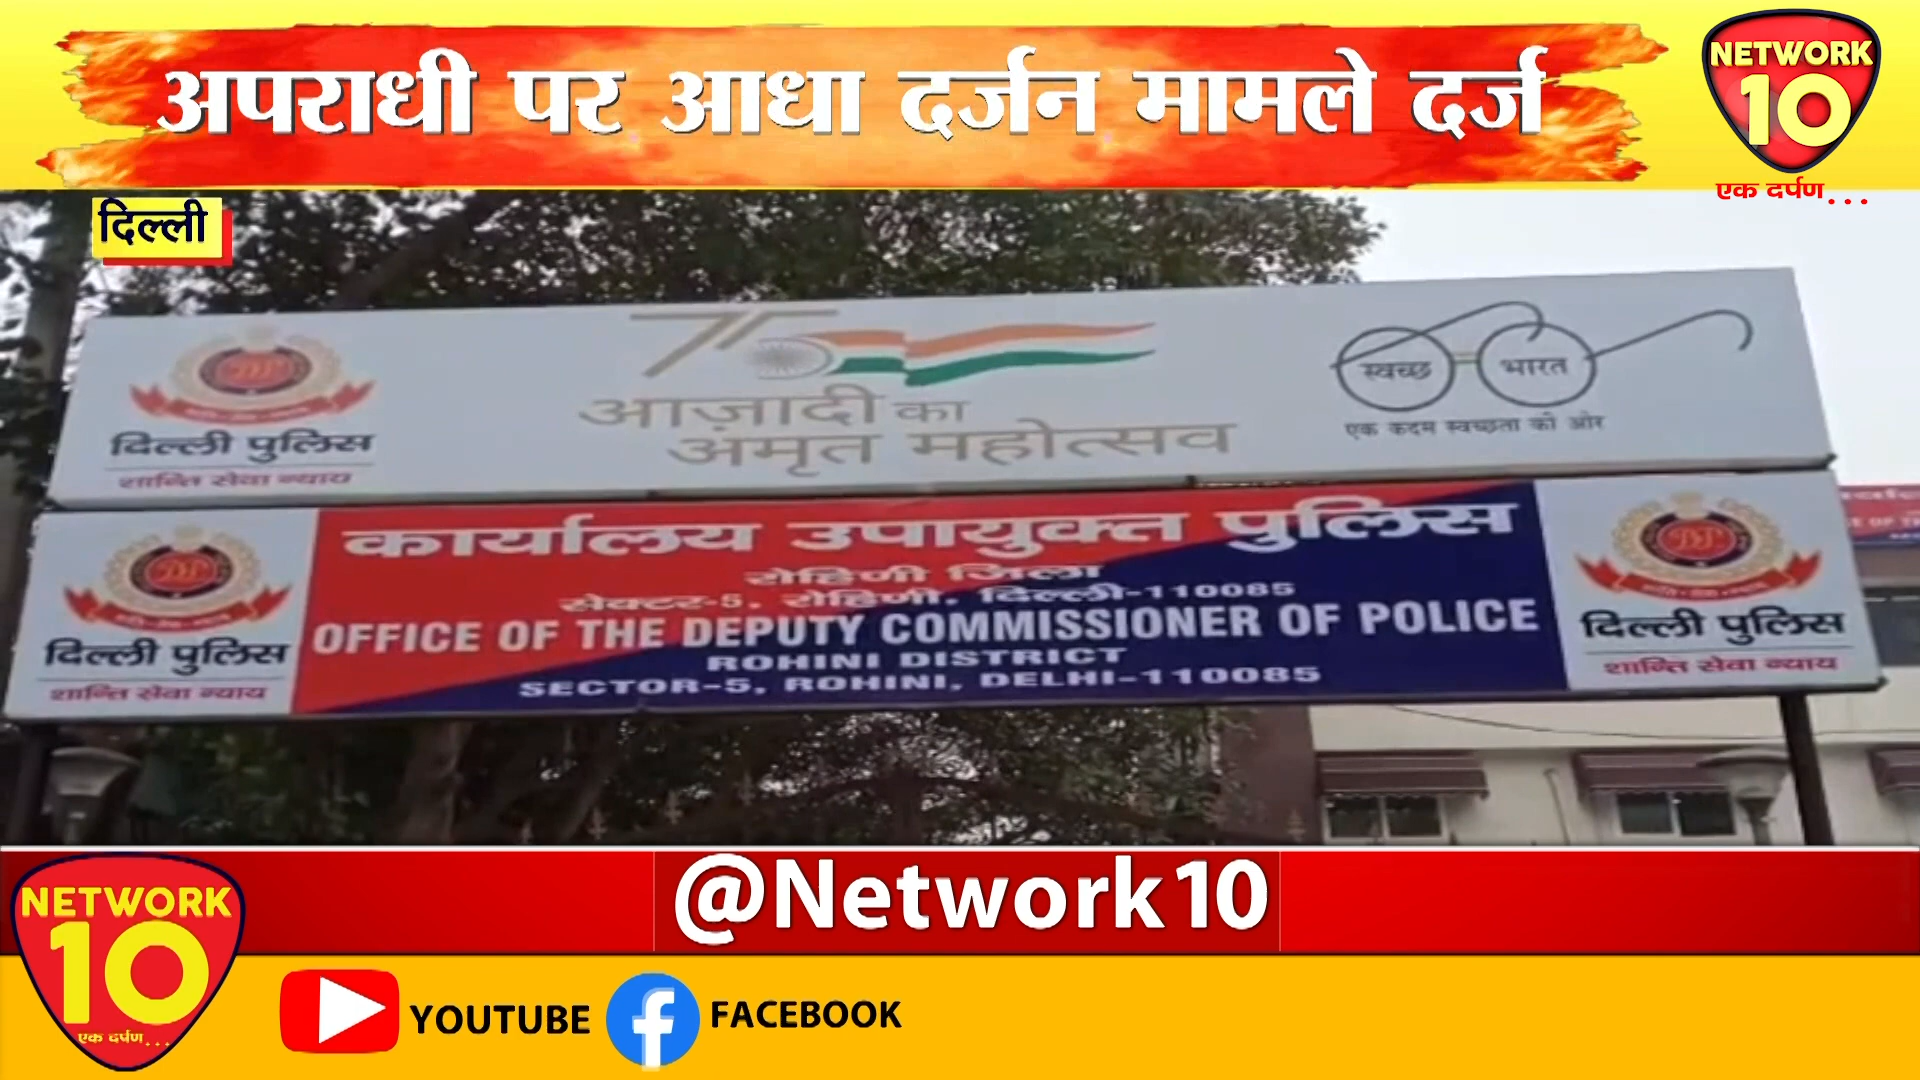 अपराधी पर आधा दर्जन मामले दर्ज
NETWORK
10
एक दर्पण...
दिल्ली
दिल्ली पुलिस
शान्ति सेवा न्याय
75
आज़ादी का
अमृत महोत्सव
स्वच्छ भारत
एक कदम स्वच्छता की ओर
दिल्ली पुलिस
शान्ति सेवा न्याय
कार्यालय उपायुक्त पुलिस
रोहिणी जिला
सेक्टर-5, रोहिणी, दिल्ली-110085
OFFICE OF THE DEPUTY COMMISSIONER OF POLICE
ROHINI DISTRICT
SECTOR-5, ROHINI, DELHI-110085
दिल्ली पुलिस
शान्ति सेवा न्याय
@Network10
NETWORK
10
एक दर्पण...
YOUTUBE
FACEBOOK